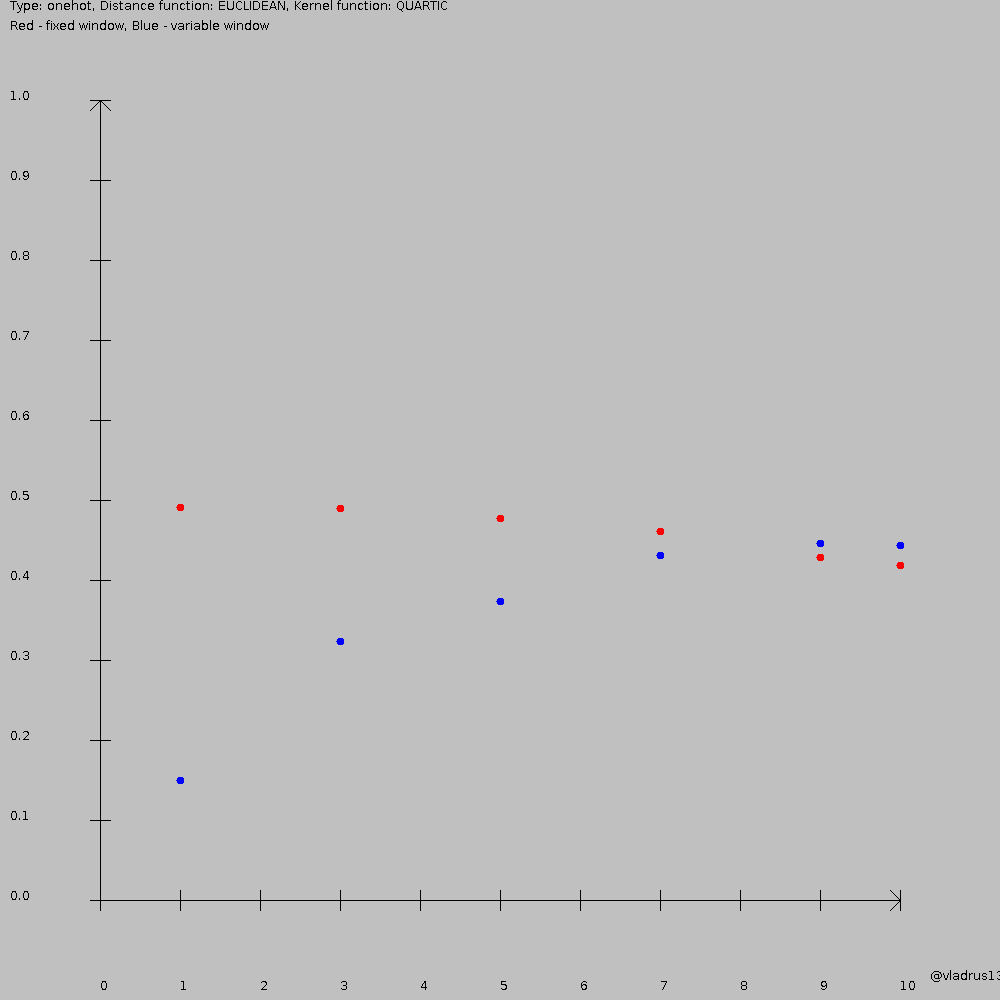 Type: onehot, Distance function: EUCLIDEAN, Kernel function: QUARTIC
Red - fixed window, Blue - variable window
1.0
0.9
0.8
0.7
0.6
0.5
0.4
0.3
0.2
0.1
0.0
0 1 2 3 4 5 6 7 8 9 10
@vladrus13